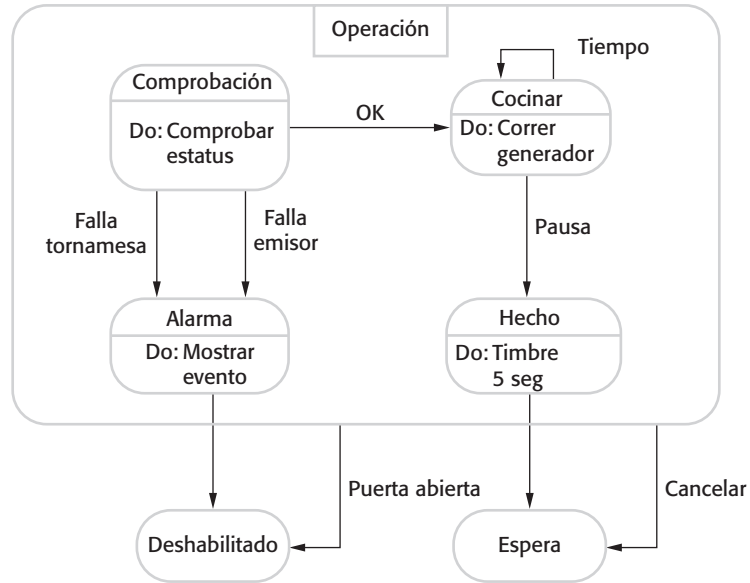 Operación
Tiempo
Comprobación
Cocinar
OK
Do: Comprobar
estatus
Do: Correr
generador
Falla
tornamesa
Falla
emisor
Pausa
Alarma
Hecho
Do: Mostrar
evento
Do: Timbre
5 seg
Puerta abierta
Cancelar
Deshabilitado
Espera